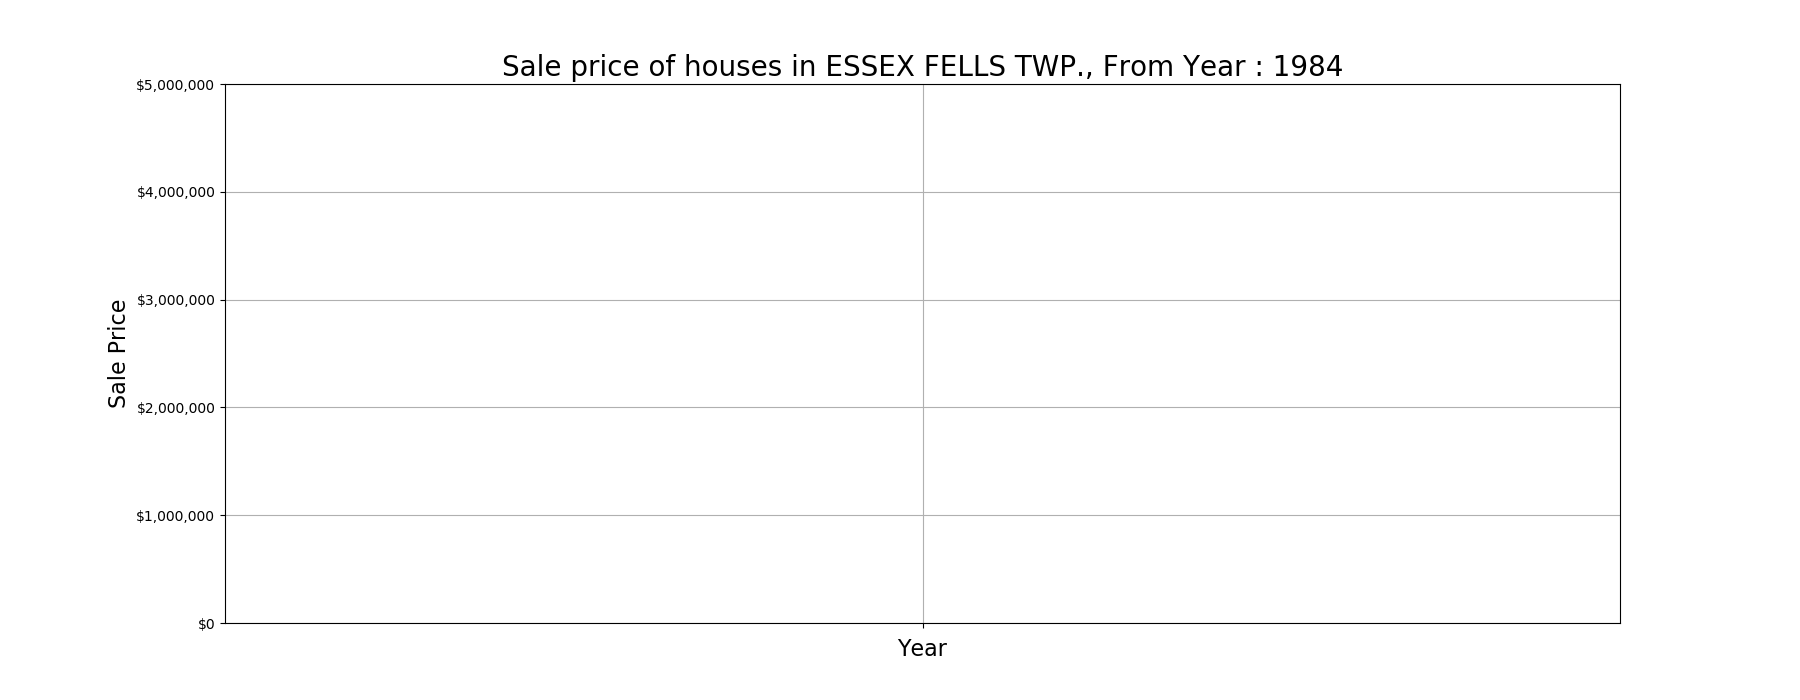 Sale price of houses in ESSEX FELLS TWP., From Year : 1984
$5,000,000
$4,000,000
$3,000,000
$2,000,000
$1,000,000
$0
Sale Price
Year